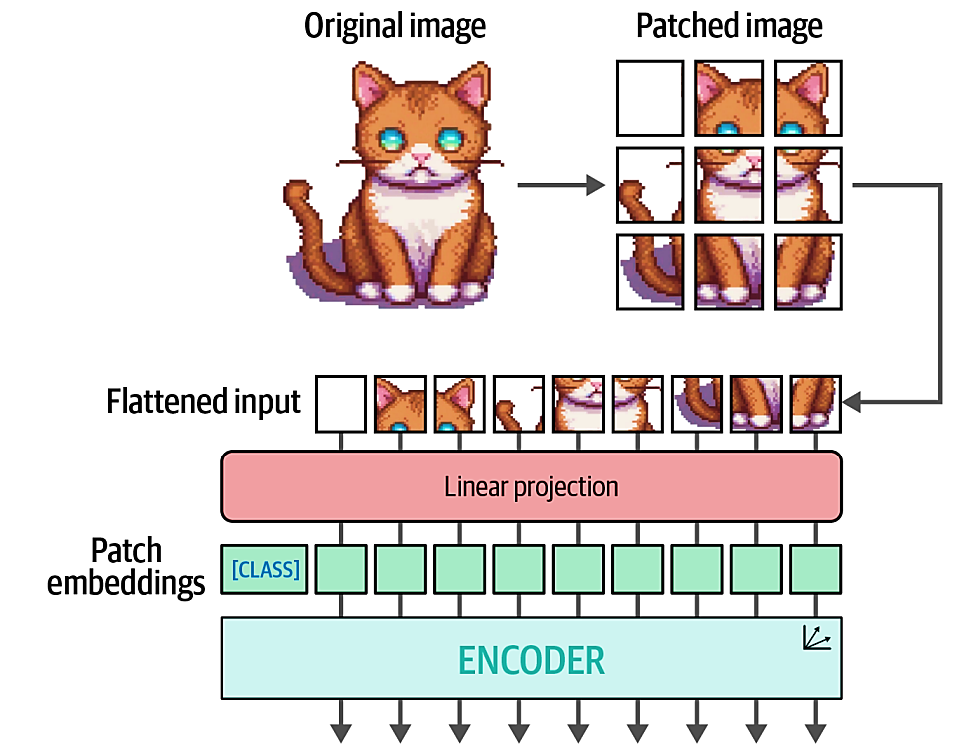 Original image
Patched image
Flattened input
Linear projection
Patch
embeddings
[CLASS]
ENCODER